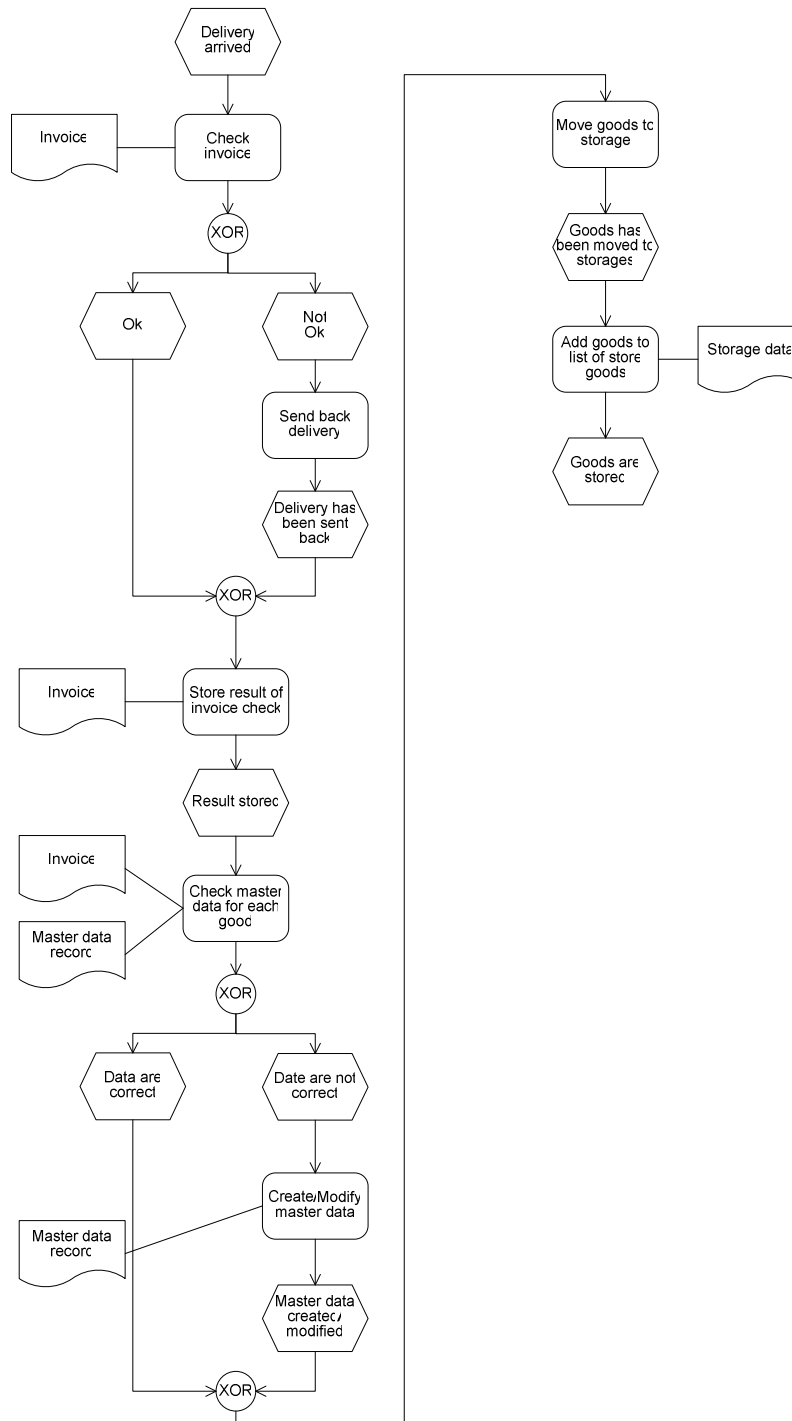 Delivery
arrived
Invoice
Check
invoice
XOR
Ok
Not
Ok
Send back
delivery
Delivery has
been sent
back
XOR
Invoice
Store result of
invoice check
Result stored
Invoice
Check master
data for each
good
Master data
record
XOR
Data are
correct
Date are not
correct
Create/Modify
master data
Master data
record
Master data
created/
modified
XOR
Move goods to
storage
Goods has
been moved to
storages
Add goods to
list of store
goods
Storage data
Goods are
stored